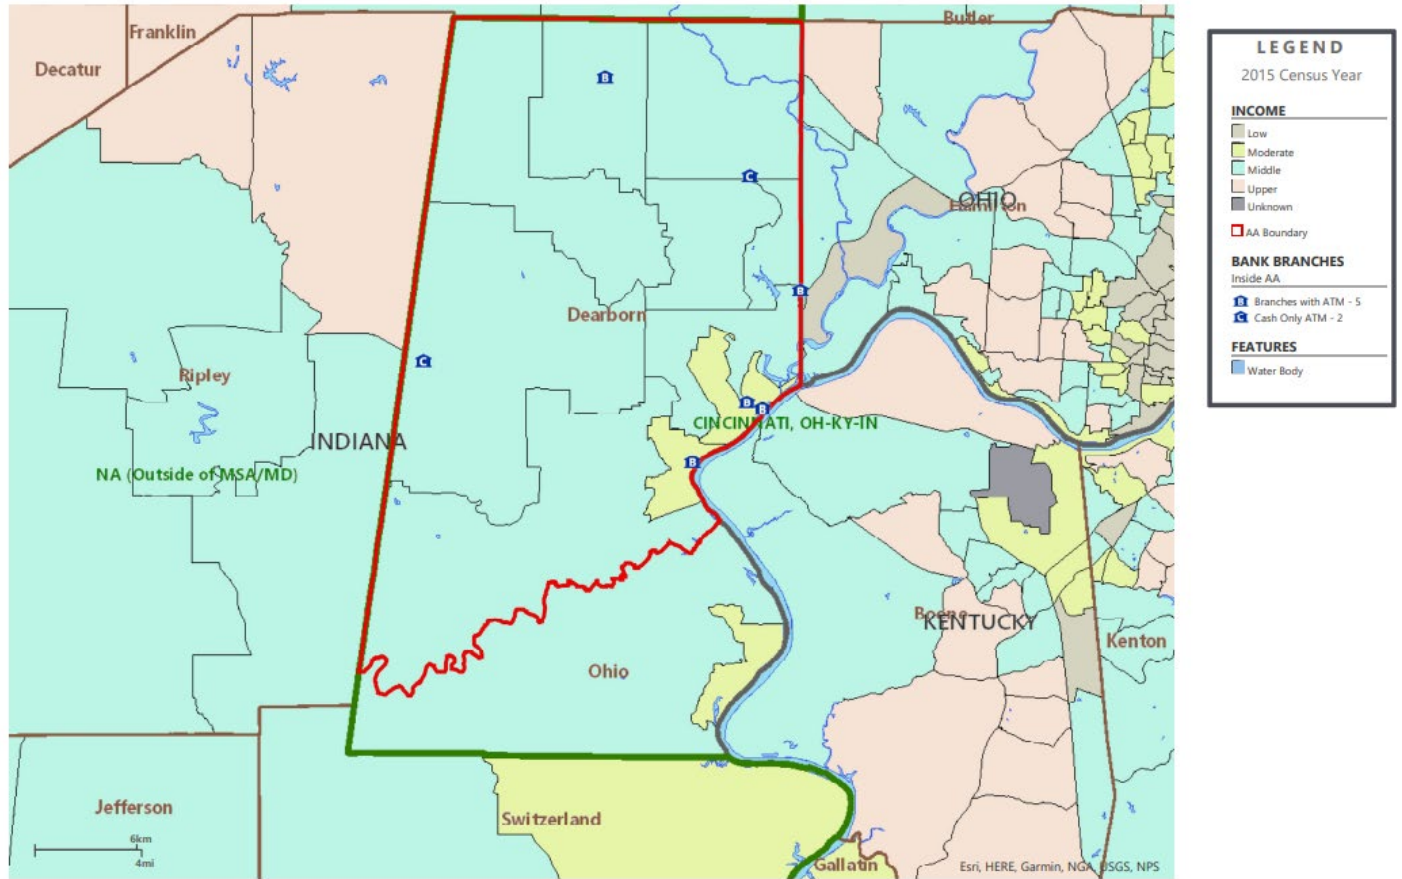 Franklin
Butler
Decatur
B
C
OHIO
Hamilton
B
Dearborn
C
Ripley
B
B
CINCINNATI, OH-KY-IN
INDIANA
B
NA (Outside of MSA/MD)
Boone
KENTUCKY
Kenton
Ohio
Jefferson
Switzerland
6km
4mi
Gallatin
Esri, HERE, Garmin, NGA, USGS, NPS
LEGEND
2015 Census Year
INCOME
Low
Moderate
Middle
Upper
Unknown
AA Boundary
BANK BRANCHES
Inside AA
B Branches with ATM - 5
C Cash Only ATM - 2
FEATURES
Water Body